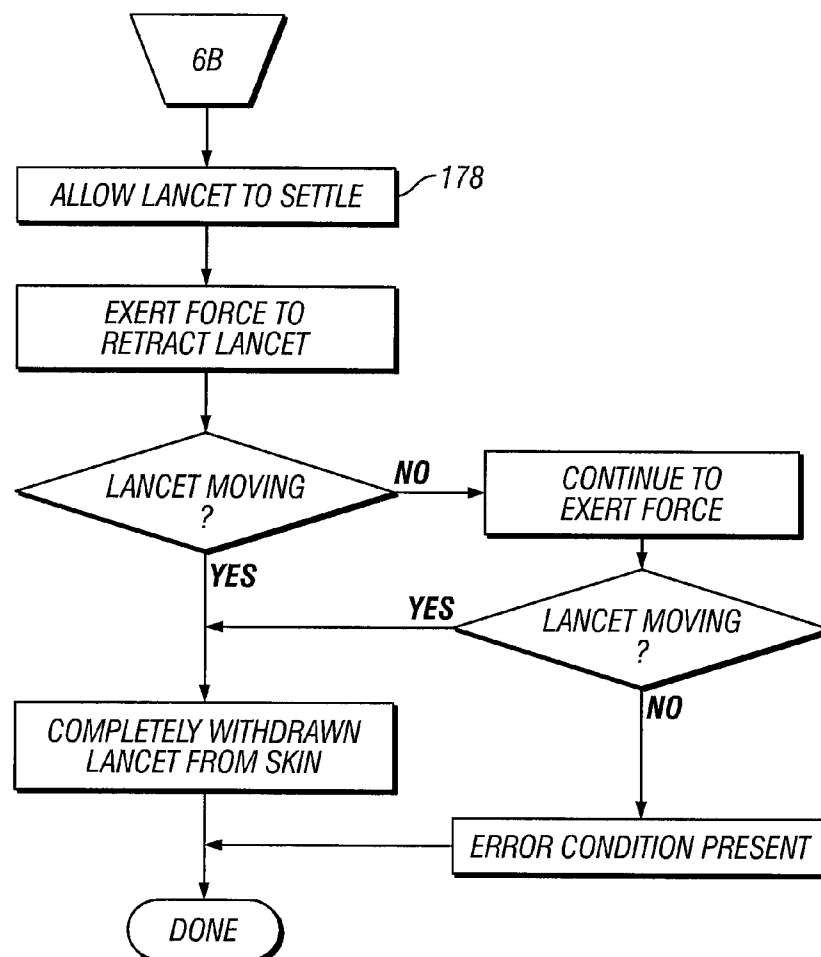 6B
ALLOW LANCET TO SETTLE
178
EXERT FORCE TO
RETRACT LANCET
LANCET MOVING
?
NO
CONTINUE TO
EXERT FORCE
YES
YES
LANCET MOVING
?
NO
COMPLETELY WITHDRAWN
LANCET FROM SKIN
ERROR CONDITION PRESENT
DONE